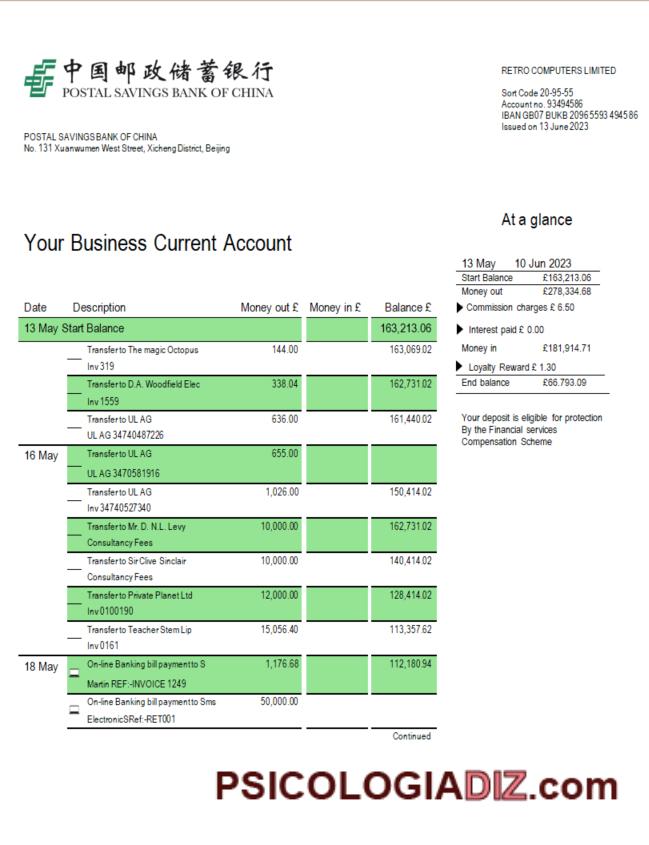 中国邮政储蓄银行
POSTAL SAVINGS BANK OF CHINA
RETRO COMPUTERS LIMITED
Sort Code 20-95-55
Account no. 93494586
IBAN GB07 BUKB 20965593 494586
Issued on 13 June 2023
POSTAL SAVINGS BANK OF CHINA
No. 131 Xuanwumen West Street, Xicheng District, Beijing
At a glance
Your Business Current Account
13 May 10 Jun 2023
Start Balance £163,213.06
Money out £278,334.68
Commission charges £ 6.50
Interest paid £ 0.00
Money in £181,914.71
Loyalty Reward £ 1.30
End balance £66.793.09
Your deposit is eligible for protection
By the Financial services
Compensation Scheme
Date Description Money out £ Money in £ Balance £
13 May Start Balance 163,213.06
Transfer to The magic Octopus 144.00 163,069.02
Inv 319
Transfer to D.A. Woodfield Elec 338.04 162,731.02
Inv 1559
Transfer to UL AG 636.00 161,440.02
UL AG 34740487226
16 May Transfer to UL AG 655.00
UL AG 3470581916
Transfer to UL AG 1,026.00 150,414.02
Inv 34740527340
Transfer to Mr. D. N.L. Levy 10,000.00 162,731.02
Consultancy Fees
Transfer to Sir Clive Sinclair 10,000.00 140,414.02
Consultancy Fees
Transfer to Private Planet Ltd 12,000.00 128,414.02
Inv 0100190
Transfer to Teacher Stem Lip 15,056.40 113,357.62
Inv 0161
18 May On-line Banking bill payment to S 1,176.68 112,180.94
Martin REF:-INVOICE 1249
On-line Banking bill payment to Sms 50,000.00
ElectronicSRef:-RET001
Continued
PSICOLOGIADIZ.com